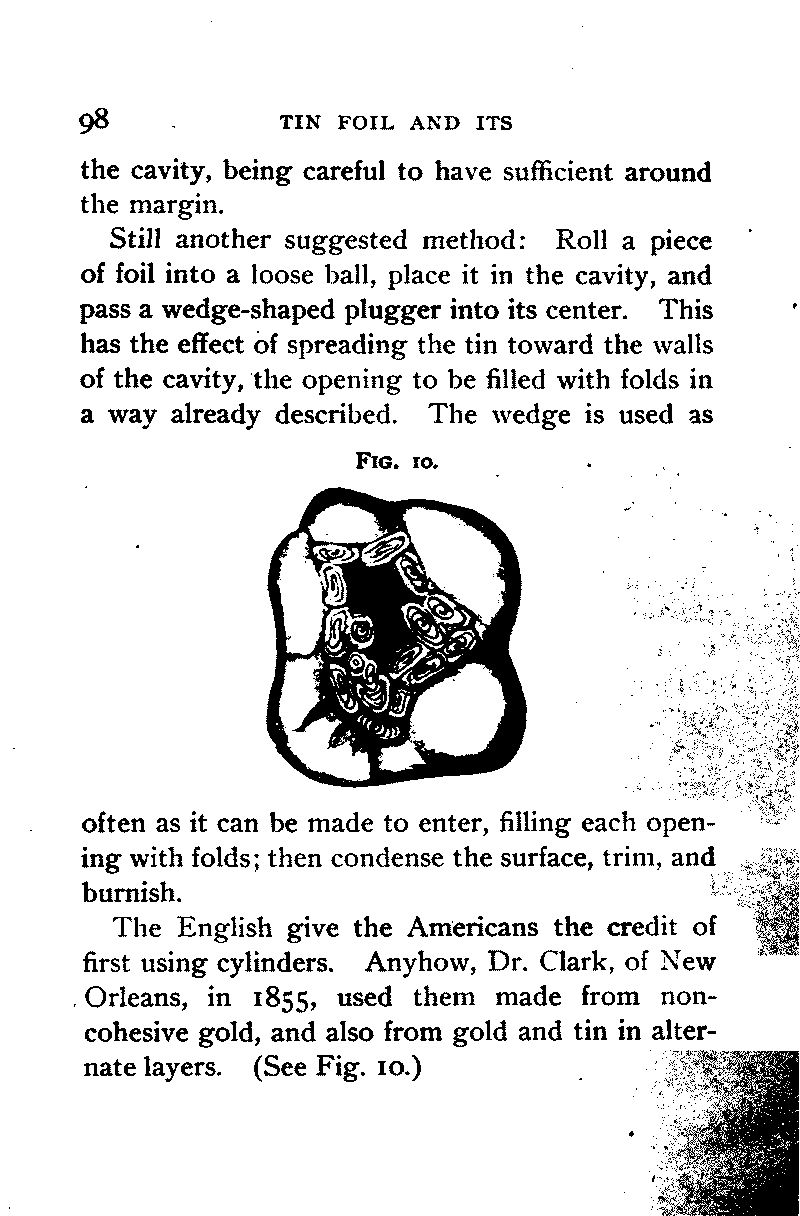 98 TIN FOIL AND ITS
the cavity, being careful to have sufficient around
the margin.
Still another suggested method: Roll a piece
of foil into a loose ball, place it in the cavity, and
pass a wedge-shaped plugger into its center. This
has the effect of spreading the tin toward the walls
of the cavity, the opening to be filled with folds in
a way already described. The wedge is used as
FIG. 10.
often as it can be made to enter, filling each open-
ing with folds; then condense the surface, trim, and
burnish.
The English give the Americans the credit of
first using cylinders. Anyhow, Dr. Clark, of New
Orleans, in 1855, used them made from non-
cohesive gold, and also from gold and tin in alter-
nate layers. (See Fig. 10.)